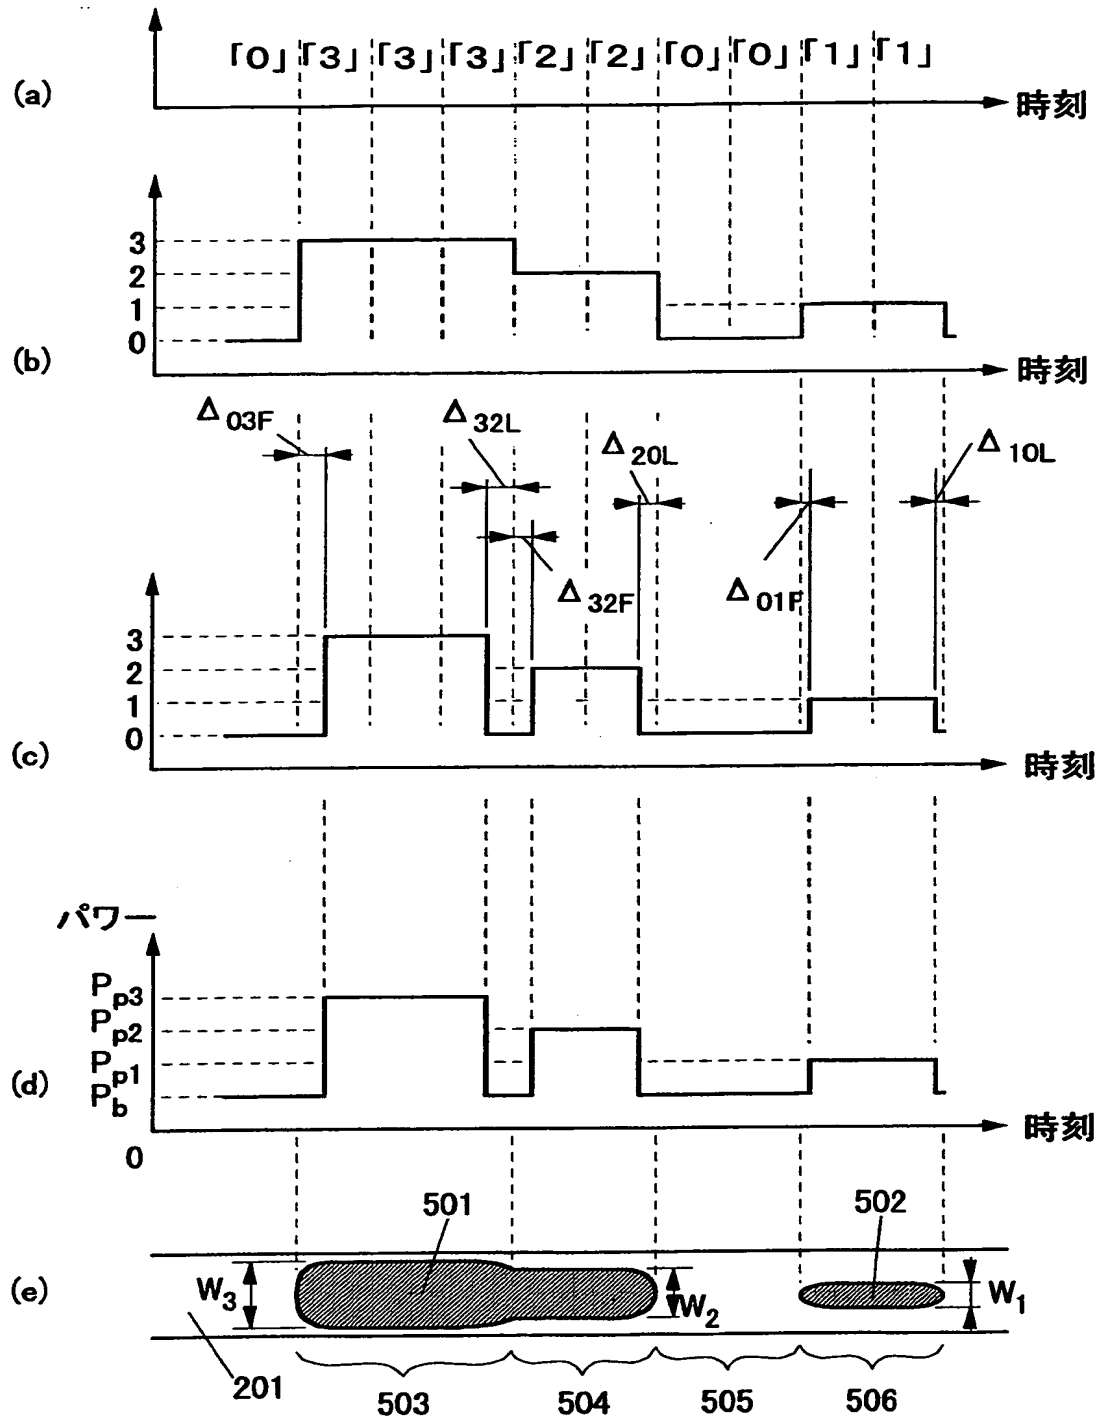 「0」「3」「3」「3」「2」「2」「0」「0」「1」「1」
(a)
時刻
3
2
1
0
(b)
時刻
Δ03F
Δ32L
Δ20L
Δ10L
Δ32F
Δ01F
3
2
1
0
(c)
時刻
パワー
Pp3
Pp2
Pp1
Pb
(d)
時刻
0
501
502
(e)
W3
W2
W1
201
503
504
505
506